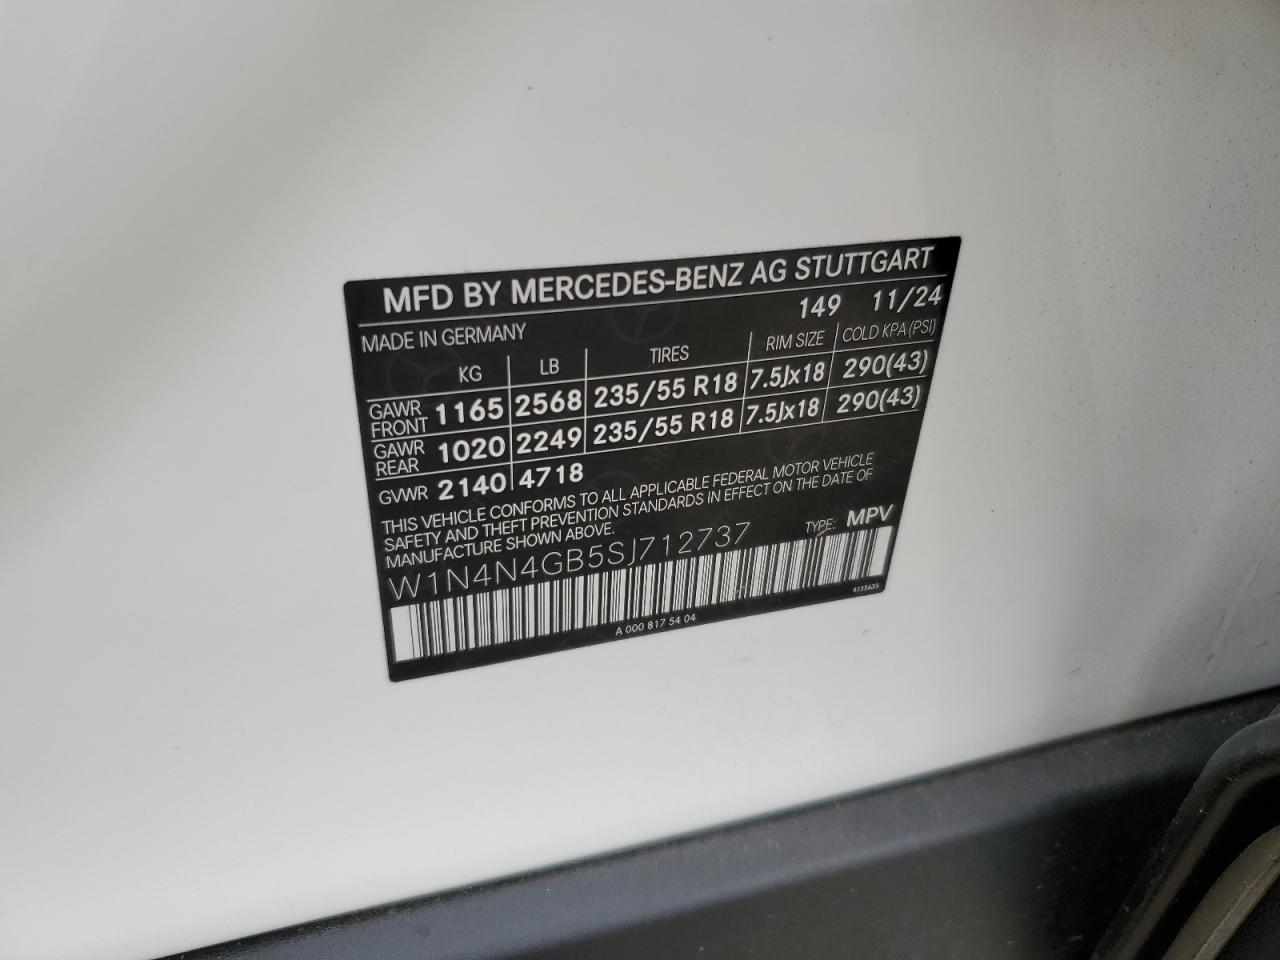 MFD BY MERCEDES-BENZ AG STUTTGART
149 11/24
MADE IN GERMANY
KG LB TIRES RIM SIZE COLD KPA (PSI)
GAWR FRONT 1165 2568 235/55 R18 7.5Jx18 290(43)
GAWR REAR 1020 2249 235/55 R18 7.5Jx18 290(43)
GVWR 2140 4718
THIS VEHICLE CONFORMS TO ALL APPLICABLE FEDERAL MOTOR VEHICLE
SAFETY AND THEFT PREVENTION STANDARDS IN EFFECT ON THE DATE OF
MANUFACTURE SHOWN ABOVE.
TYPE: MPV
W1N4N4GB5SJ712737
A 000 817 54 04